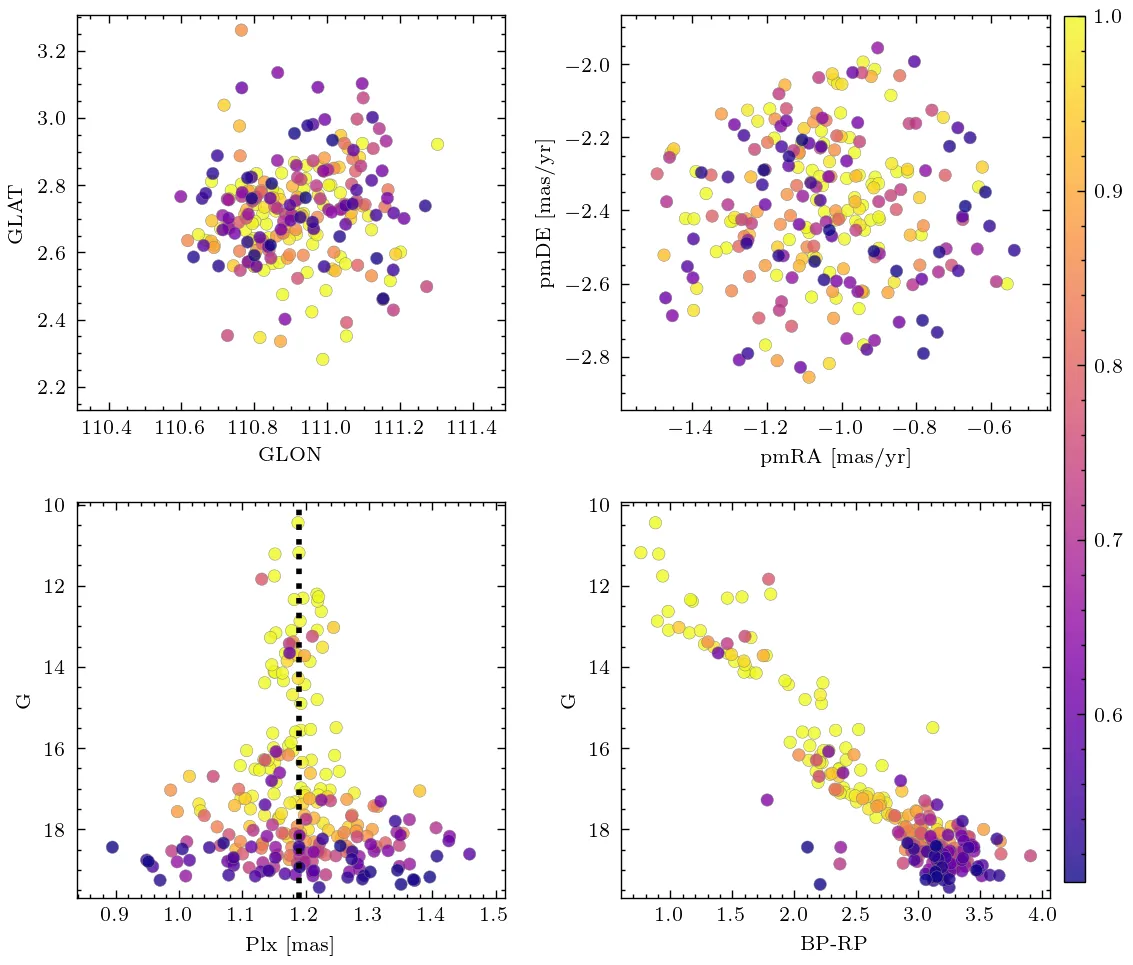 3.2
3.0
2.8
2.6
2.4
2.2
GLAT
110.4 110.6 110.8 111.0 111.2 111.4
GLON
−2.0
−2.2
−2.4
−2.6
−2.8
pmDE [mas/yr]
−1.4 −1.2 −1.0 −0.8 −0.6
pmRA [mas/yr]
1.0
0.9
0.8
0.7
0.6
10
12
14
16
18
G
0.9 1.0 1.1 1.2 1.3 1.4 1.5
Plx [mas]
10
12
14
16
18
G
1.0 1.5 2.0 2.5 3.0 3.5 4.0
BP-RP